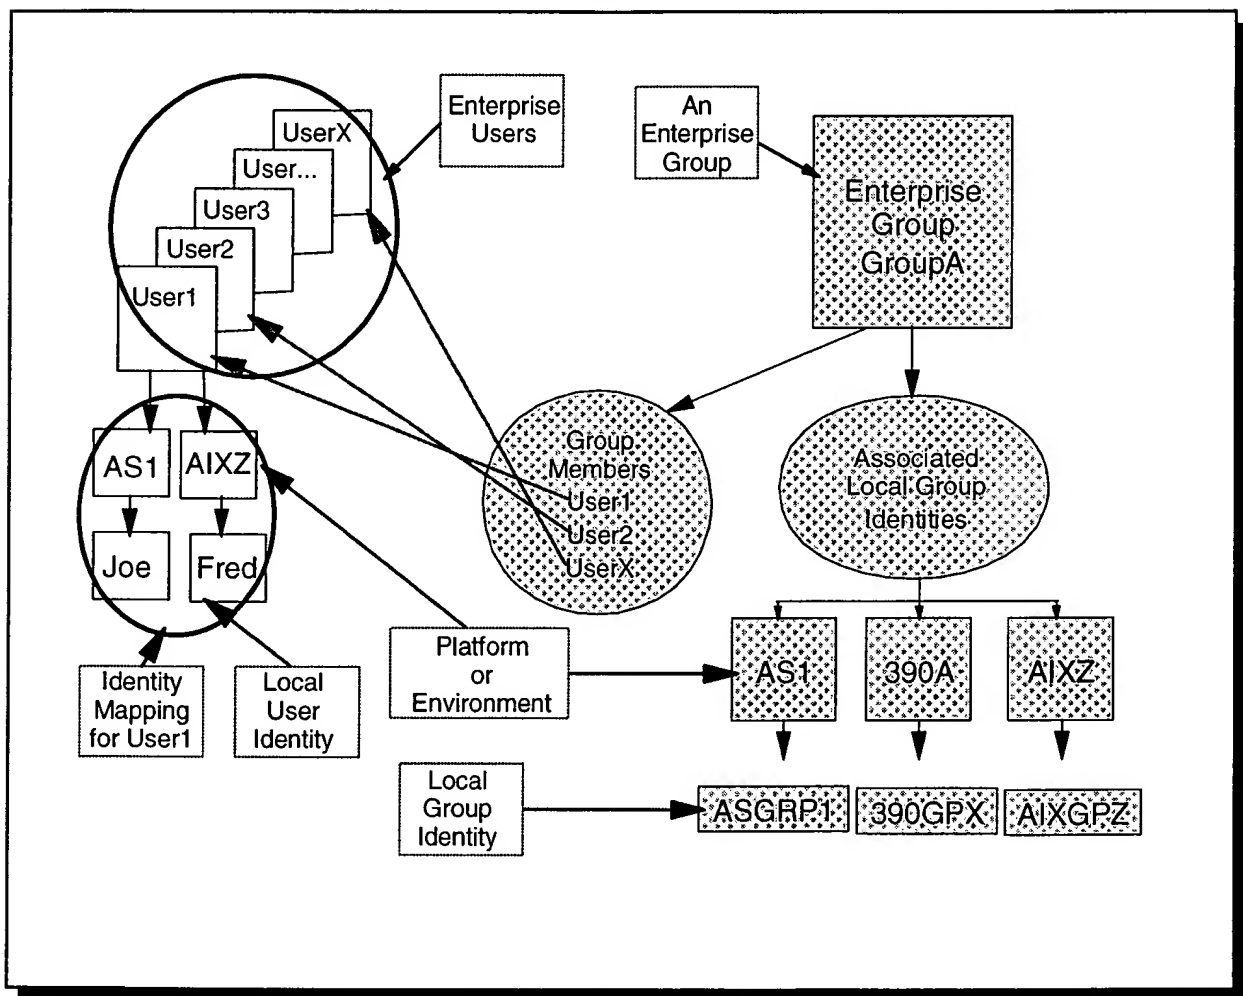 Enterprise
Users
An
Enterprise
Group
UserX
User...
User3
User2
User1
Enterprise
Group
GroupA
Group
Members
User1
User2
UserX
Associated
Local Group
Identities
AS1
AIXZ
Joe
Fred
Identity
Mapping
for User1
Local
User
Identity
Platform
or
Environment
AS1
390A
AIXZ
Local
Group
Identity
ASGRP1
390GPX
AIXGPZ